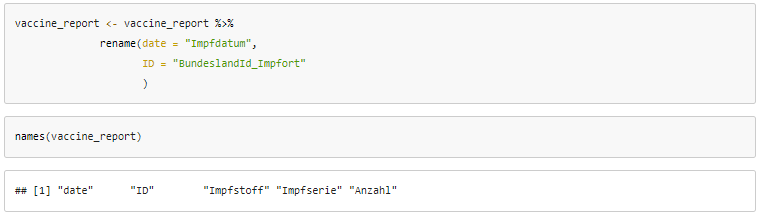 vaccine_report <- vaccine_report %>%
rename(date = "Impfdatum",
ID = "BundeslandId_Impfort"
)
names(vaccine_report)
## [1] "date" "ID" "Impfstoff" "Impfserie" "Anzahl"